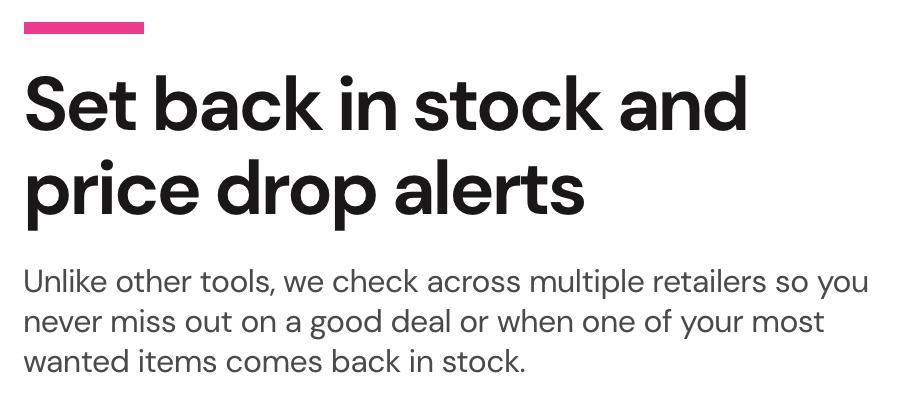 Set back in stock and
price drop alerts
Unlike other tools, we check across multiple retailers so you
never miss out on a good deal or when one of your most
wanted items comes back in stock.